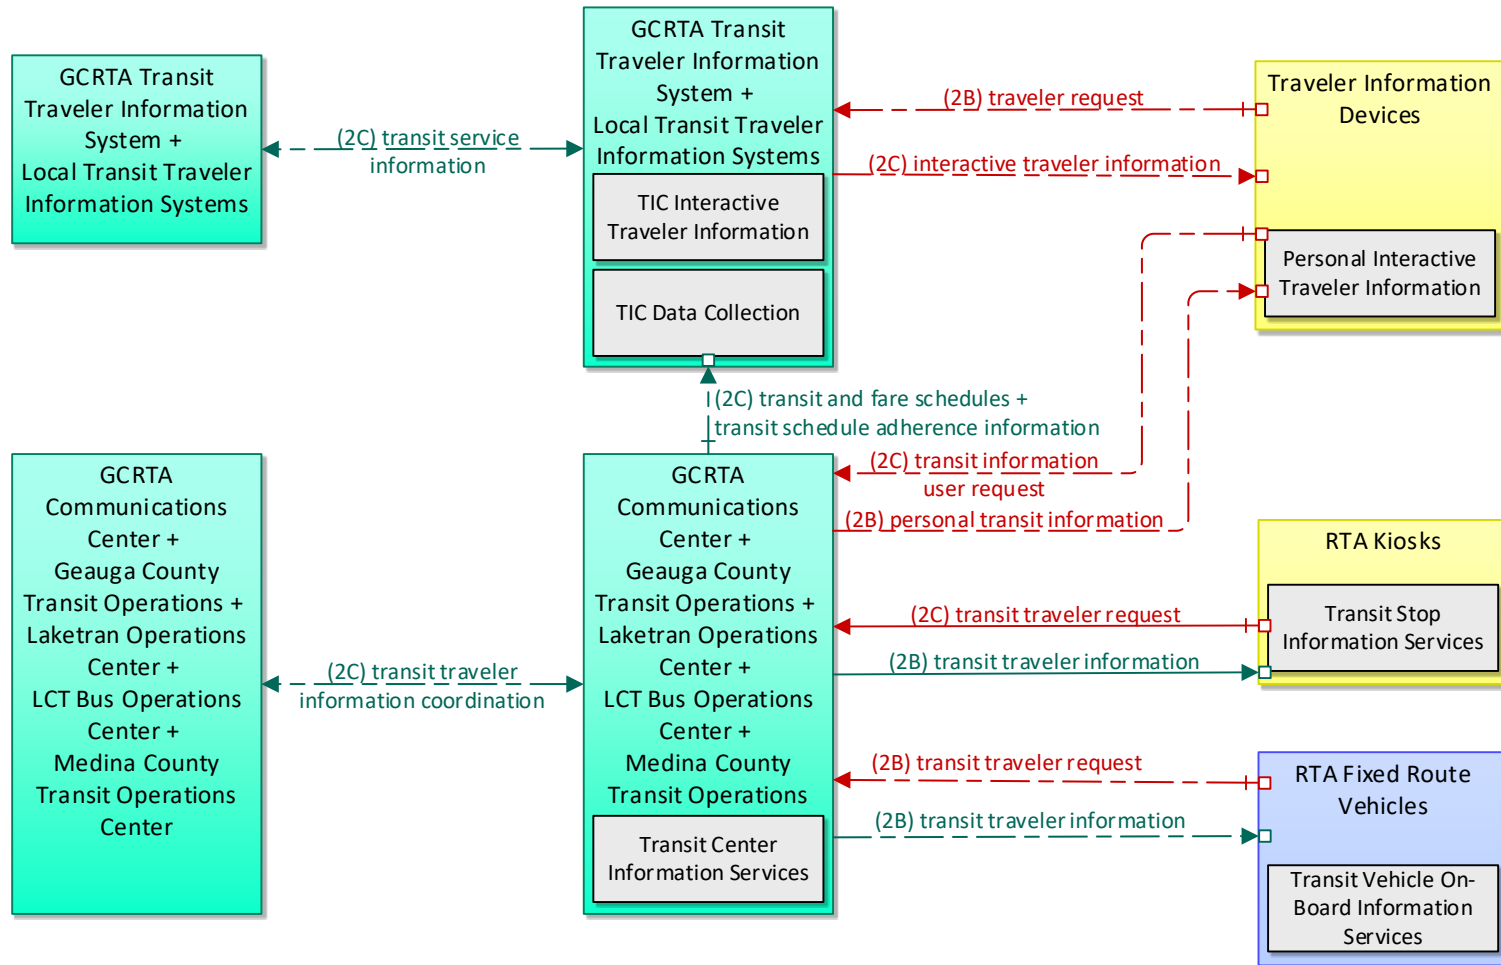 GCRTA Transit
Traveler Information
System +
Local Transit Traveler
Information Systems
(2C) transit service
information
GCRTA Transit
Traveler Information
System +
Local Transit Traveler
Information Systems
TIC Interactive
Traveler Information
TIC Data Collection
(2B) traveler request
(2C) interactive traveler information
Traveler Information
Devices
Personal Interactive
Traveler Information
(2C) transit and fare schedules +
transit schedule adherence information
(2C) transit information
user request
(2B) personal transit information
GCRTA
Communications
Center +
Geauga County
Transit Operations +
Laketran Operations
Center +
LCT Bus Operations
Center +
Medina County
Transit Operations
Center
(2C) transit traveler
information coordination
GCRTA
Communications
Center +
Geauga County
Transit Operations +
Laketran Operations
Center +
LCT Bus Operations
Center +
Medina County
Transit Operations
Transit Center
Information Services
(2C) transit traveler request
(2B) transit traveler information
RTA Kiosks
Transit Stop
Information Services
(2B) transit traveler request
(2B) transit traveler information
RTA Fixed Route
Vehicles
Transit Vehicle On-
Board Information
Services